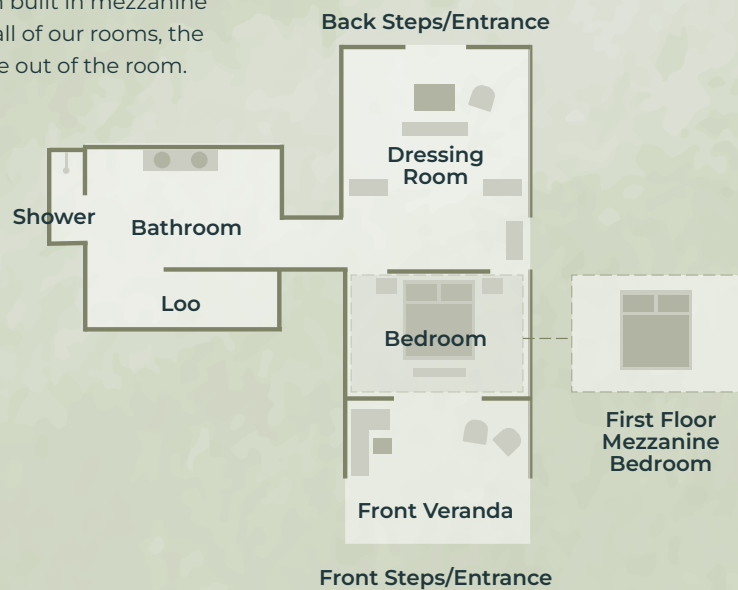 built in mezzanine
all of our rooms, the
out of the room.
Back Steps/Entrance
Dressing
Room
Shower
Bathroom
Loo
Bedroom
First Floor
Mezzanine
Bedroom
Front Veranda
Front Steps/Entrance